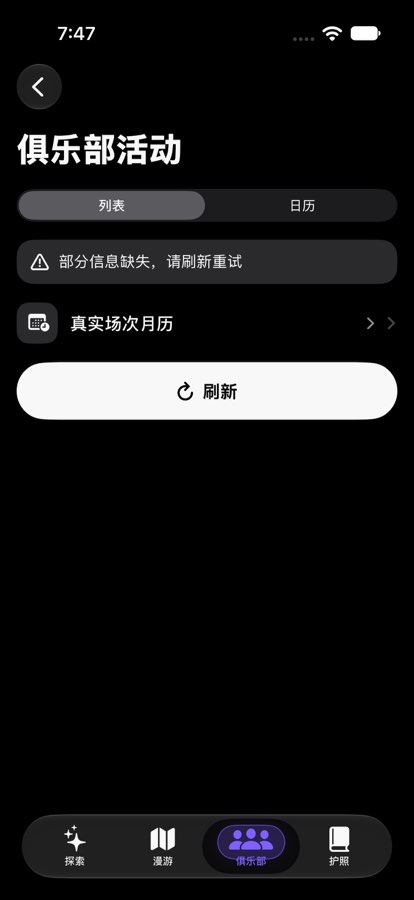 7:47
俱乐部活动
列表
日历
部分信息缺失，请刷新重试
真实场次月历
刷新
探索
漫游
俱乐部
护照